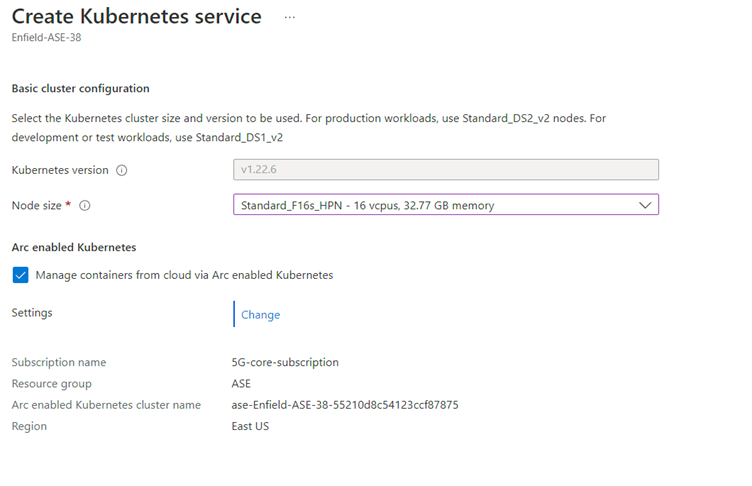 Create Kubernetes service ...
Enfield-ASE-38
Basic cluster configuration
Select the Kubernetes cluster size and version to be used. For production workloads, use Standard_DS2_v2 nodes. For
development or test workloads, use Standard_DS1_v2
Kubernetes version
v1.22.6
Node size *
Standard_F16s_HPN - 16 vcpus, 32.77 GB memory
Arc enabled Kubernetes
Manage containers from cloud via Arc enabled Kubernetes
Settings
Change
Subscription name
5G-core-subscription
Resource group
ASE
Arc enabled Kubernetes cluster name
ase-Enfield-ASE-38-55210d8c54123ccf87875
Region
East US